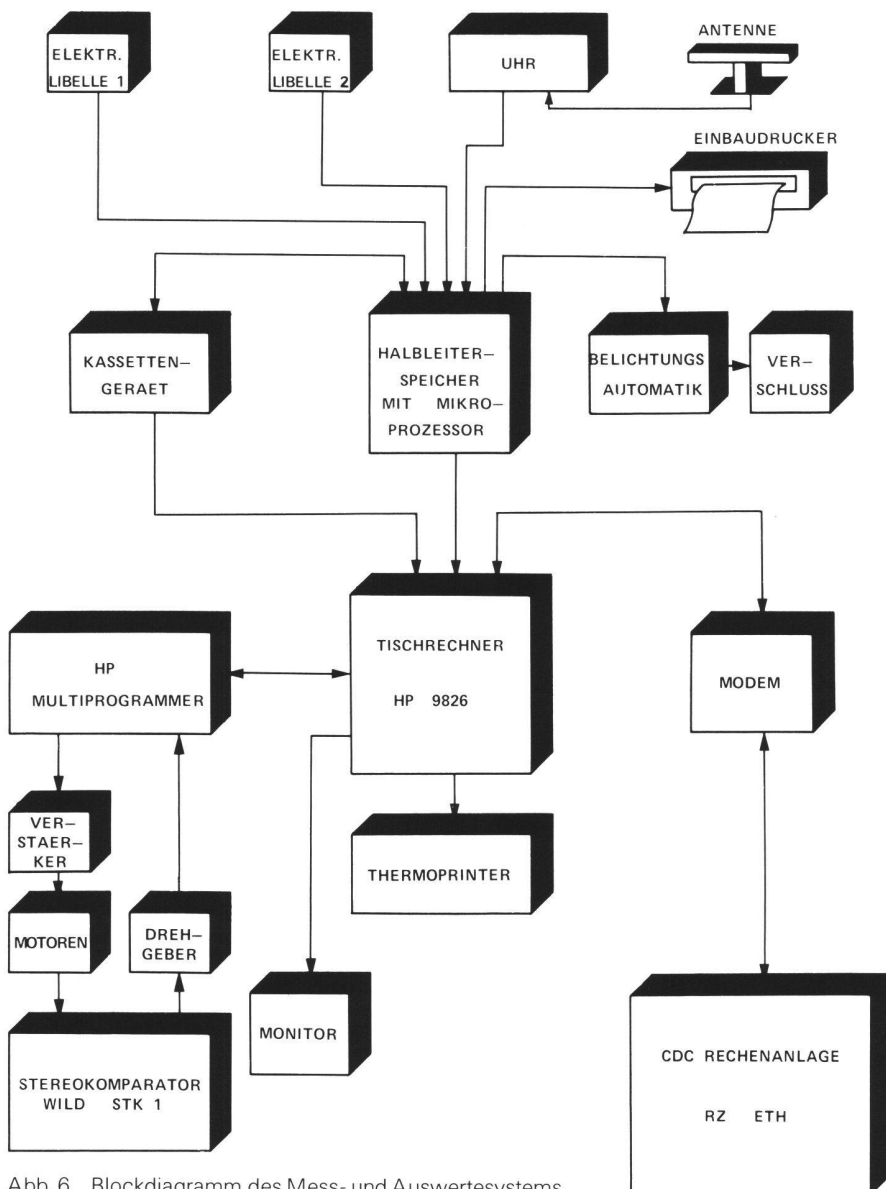 ELEKTR.
LIBELLE 1
ELEKTR.
LIBELLE 2
UHR
ANTENNE
EINBAUDRUCKER
KASSETTEN–
GERAET
HALBLEITER–
SPEICHER
MIT MIKRO–
PROZESSOR
BELICHTUNGS
AUTOMATIK
VER–
SCHLUSS
HP
MULTIPROGRAMMER
TISCHRECHNER
HP 9826
MODEM
VER–
STAER–
KER
THERMOPRINTER
MOTOREN
DREH–
GEBER
MONITOR
STEREOKOMPARATOR
WILD STK 1
CDC RECHENANLAGE
RZ ETH
Abb. 6 Blockdiagramm des Mess- und Auswertesystems